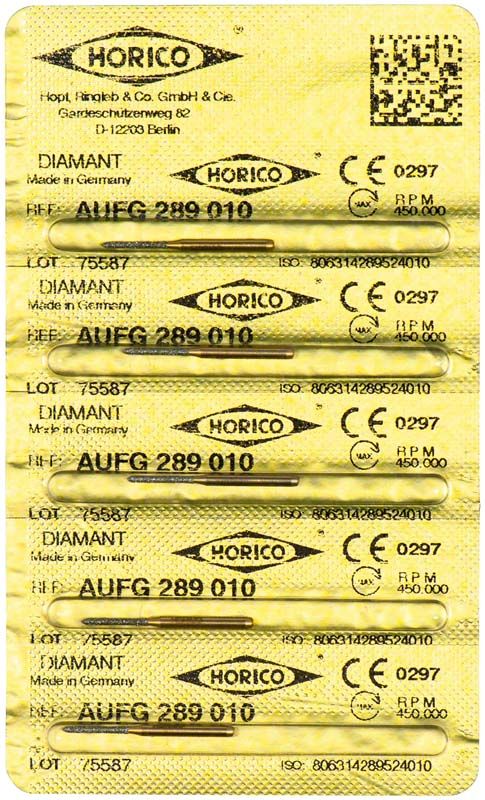 HORICO
Hopf, Ringleb & Co. GmbH & Cie.
Gardeschützenweg 82
D-12203 Berlin
DIAMANT
Made in Germany
HORICO
CE 0297
REF: AUFG 289 010
MAX. RPM 450.000
LOT 75587 ISO: 806314289524010
DIAMANT
Made in Germany
HORICO
CE 0297
REF: AUFG 289 010
MAX. RPM 450.000
LOT 75587 ISO: 806314289524010
DIAMANT
Made in Germany
HORICO
CE 0297
REF: AUFG 289 010
MAX. RPM 450.000
LOT 75587 ISO: 806314289524010
DIAMANT
Made in Germany
HORICO
CE 0297
REF: AUFG 289 010
MAX. RPM 450.000
LOT 75587 ISO: 806314289524010
DIAMANT
Made in Germany
HORICO
CE 0297
REF: AUFG 289 010
MAX. RPM 450.000
LOT 75587 ISO: 806314289524010